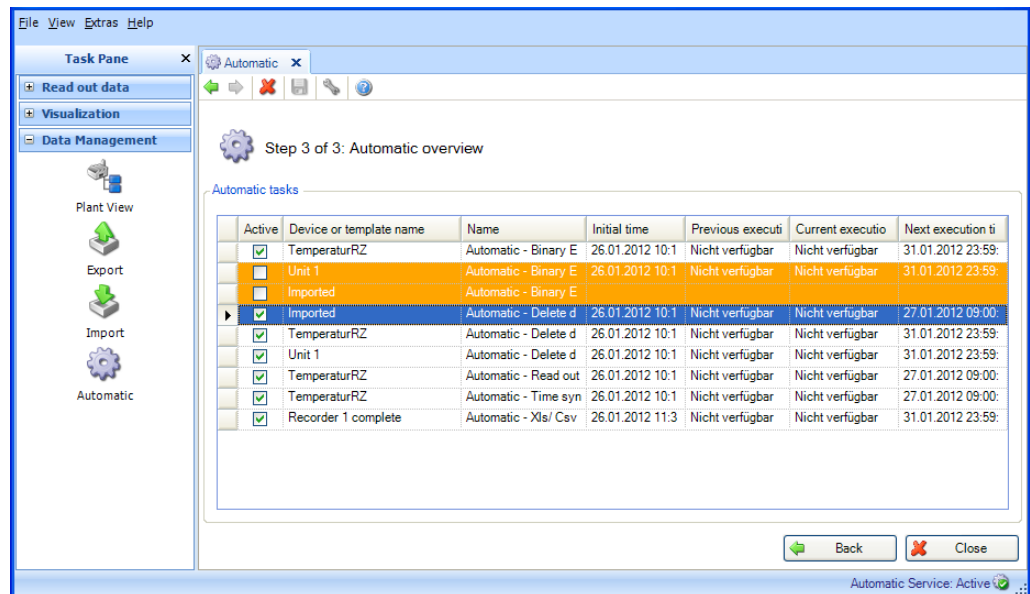 File View Extras Help
Task Pane
Automatic
Read out data
Visualization
Data Management
Step 3 of 3: Automatic overview
Plant View
Export
Import
Automatic
Automatic tasks
Active Device or template name Name Initial time Previous executi Current executio Next execution ti
TemperaturRZ Automatic - Binary E 26.01.2012 10:1 Nicht verfügbar Nicht verfügbar 31.01.2012 23:59:
Unit 1 Automatic - Binary E 26.01.2012 10:1 Nicht verfügbar Nicht verfügbar 31.01.2012 23:59:
Imported Automatic - Binary E
Imported Automatic - Delete d 26.01.2012 10:1 Nicht verfügbar Nicht verfügbar 27.01.2012 09:00:
TemperaturRZ Automatic - Delete d 26.01.2012 10:1 Nicht verfügbar Nicht verfügbar 31.01.2012 23:59:
Unit 1 Automatic - Delete d 26.01.2012 10:1 Nicht verfügbar Nicht verfügbar 31.01.2012 23:59:
TemperaturRZ Automatic - Read out 26.01.2012 10:1 Nicht verfügbar Nicht verfügbar 27.01.2012 09:00:
TemperaturRZ Automatic - Time syn 26.01.2012 10:1 Nicht verfügbar Nicht verfügbar 27.01.2012 09:00:
Recorder 1 complete Automatic - Xls/ Csv 26.01.2012 11:3 Nicht verfügbar Nicht verfügbar 31.01.2012 23:59:
Back Close
Automatic Service: Active